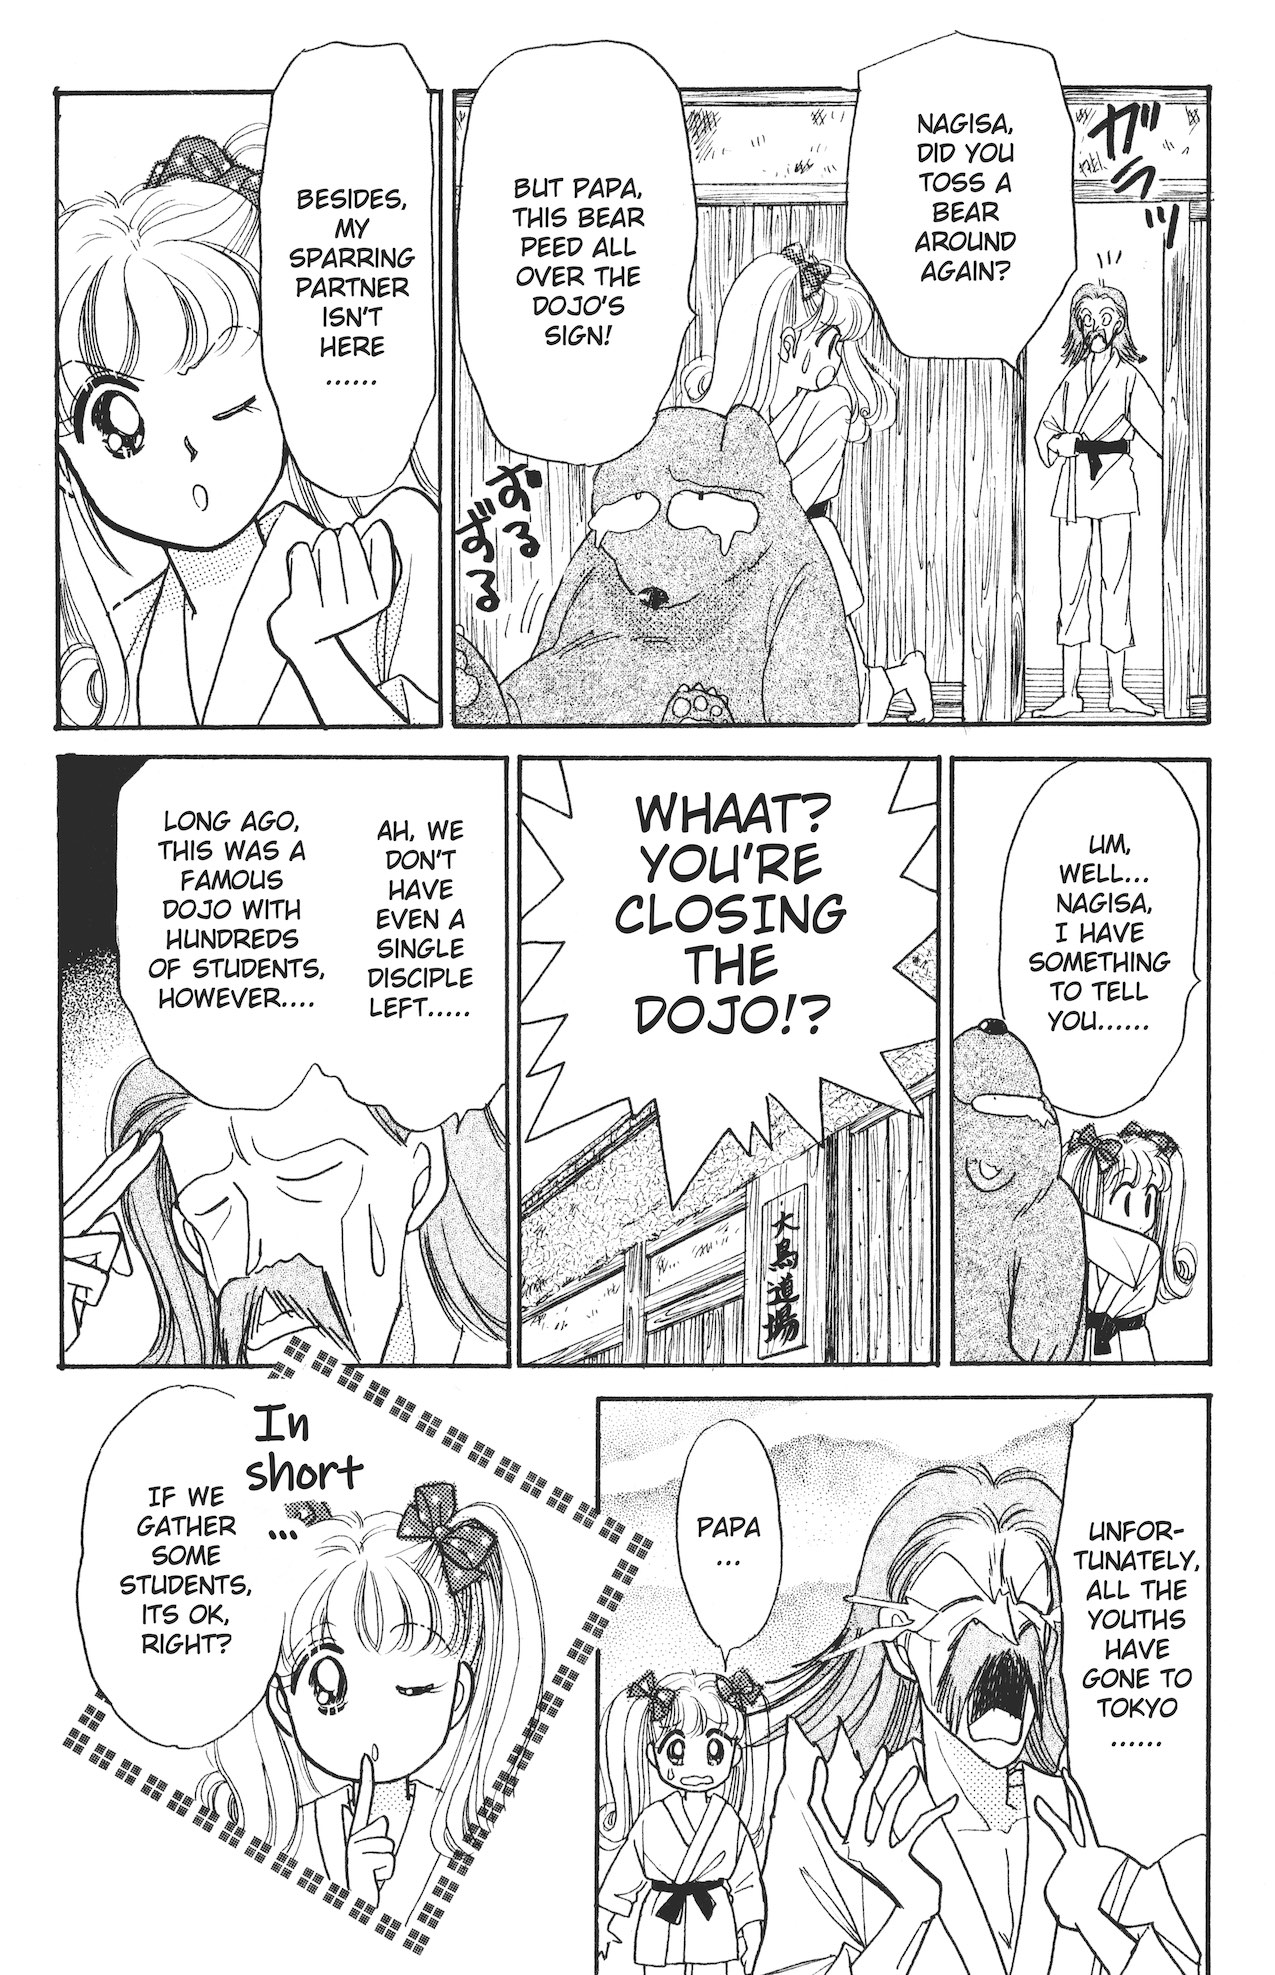 NAGISA,
DID YOU
TOSS A
BEAR
AROUND
AGAIN?
ガラッ
BUT PAPA,
THIS BEAR
PEED ALL
OVER THE
DOJO'S
SIGN!
ずる
ずる
BESIDES,
MY
SPARRING
PARTNER
ISN'T
HERE
......
UM,
WELL...
NAGISA,
I HAVE
SOMETHING
TO TELL
YOU......
WHAAT?
YOU'RE
CLOSING
THE
DOJO!?
大鳥道場
AH, WE
DON'T
HAVE
EVEN A
SINGLE
DISCIPLE
LEFT.....
LONG AGO,
THIS WAS A
FAMOUS
DOJO WITH
HUNDREDS
OF STUDENTS,
HOWEVER....
UNFOR-
TUNATELY,
ALL THE
YOUTHS
HAVE
GONE TO
TOKYO
......
PAPA
...
In
short
...
IF WE
GATHER
SOME
STUDENTS,
ITS OK,
RIGHT?